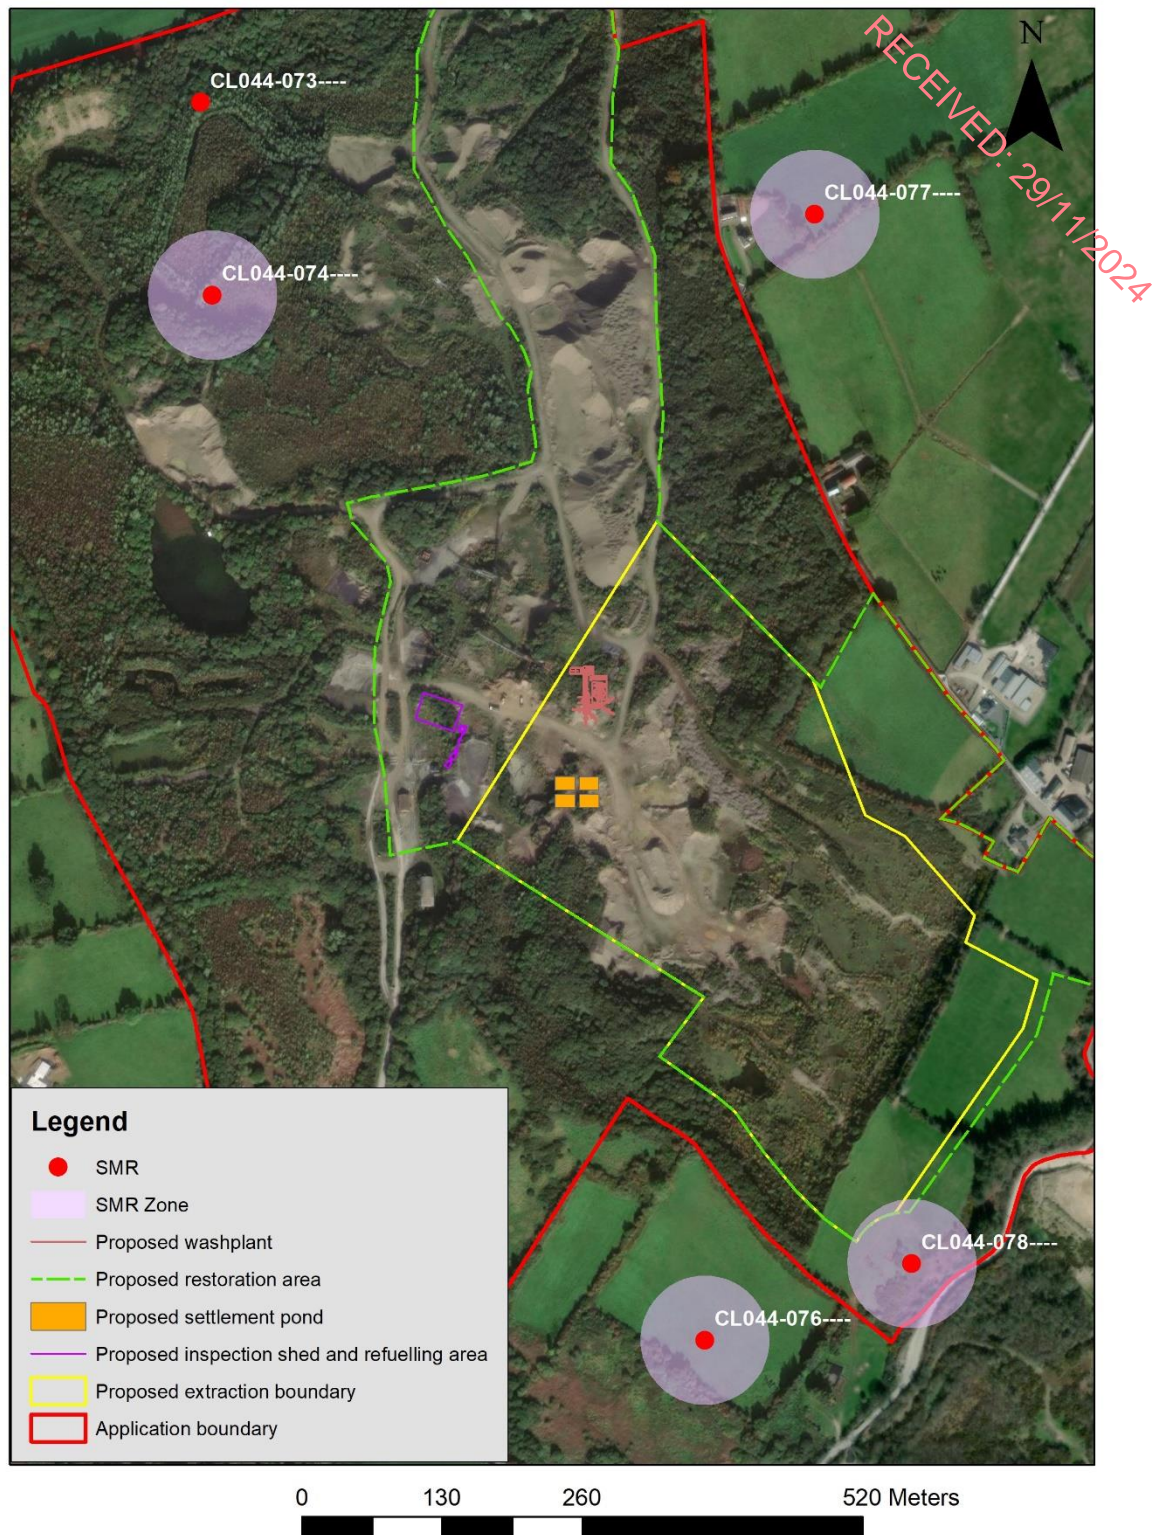 N
RECEIVED: 29/11/2024
CL044-073----
CL044-077----
CL044-074----
CL044-078----
CL044-076----
Legend
SMR
SMR Zone
Proposed washplant
Proposed restoration area
Proposed settlement pond
Proposed inspection shed and refuelling area
Proposed extraction boundary
Application boundary
0 130 260 520 Meters